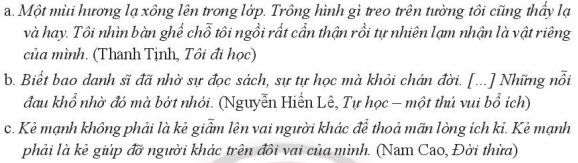 a. Một mùi hương lạ xông lên trong lớp. Trông hình gì treo trên tường tôi cũng thấy lạ
và hay. Tôi nhìn bàn ghế chỗ tôi ngồi rất cẩn thận rồi tự nhiên lạm nhận là vật riêng
của mình. (Thanh Tịnh, Tôi đi học)
b. Biết bao danh sĩ đã nhờ sự đọc sách, sự tự học mà khỏi chán đời. [...] Những nỗi
đau khổ nhờ đó mà bớt nhói. (Nguyễn Hiến Lê, Tự học – một thú vui bổ ích)
c. Kẻ mạnh không phải là kẻ giẫm lên vai người khác để thoả mãn lòng ích kỉ. Kẻ mạnh
phải là kẻ giúp đỡ người khác trên đôi vai của mình. (Nam Cao, Đời thừa)